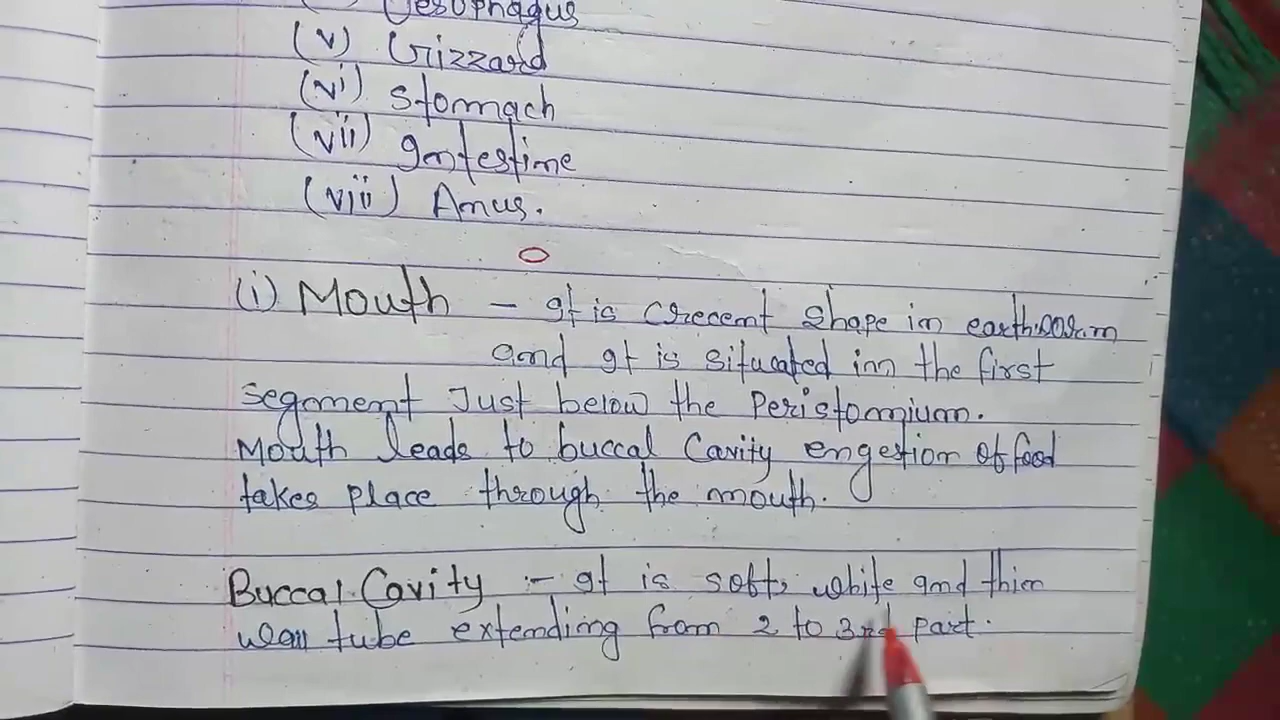 Oesophagus
(v) Gizzard
(vi) Stomach
(vii) Intestine
(viii) Anus.
(i) Mouth - It is crecent shape in earthworm
and It is situated inn the first
segment Just below the Peristomium.
Mouth leads to buccal Cavity engestion of food
takes place through the mouth.
Buccal Cavity :- It is soft, white and thin
wall tube extending from 2 to 3rd part.